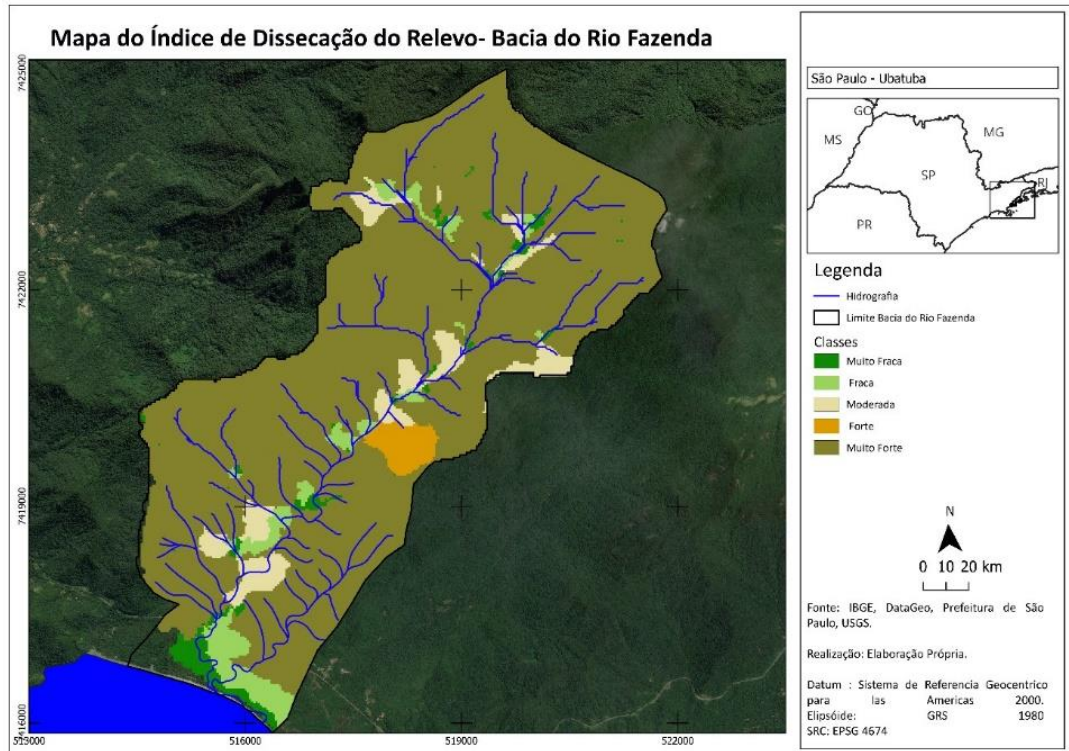 Mapa do Índice de Dissecação do Relevo- Bacia do Rio Fazenda
7425000
7422000
7419000
7416000
513000
516000
519000
522000
São Paulo - Ubatuba
GO
MS
MG
SP
RJ
PR
Legenda
Hidrografia
Limite Bacia do Rio Fazenda
Classes
Muito Fraca
Fraca
Moderada
Forte
Muito Forte
N
0 10 20 km
Fonte: IBGE, DataGeo, Prefeitura de São
Paulo, USGS.
Realização: Elaboração Própria.
Datum : Sistema de Referencia Geocentrico
para las Americas 2000.
Elipsóide: GRS 1980
SRC: EPSG 4674